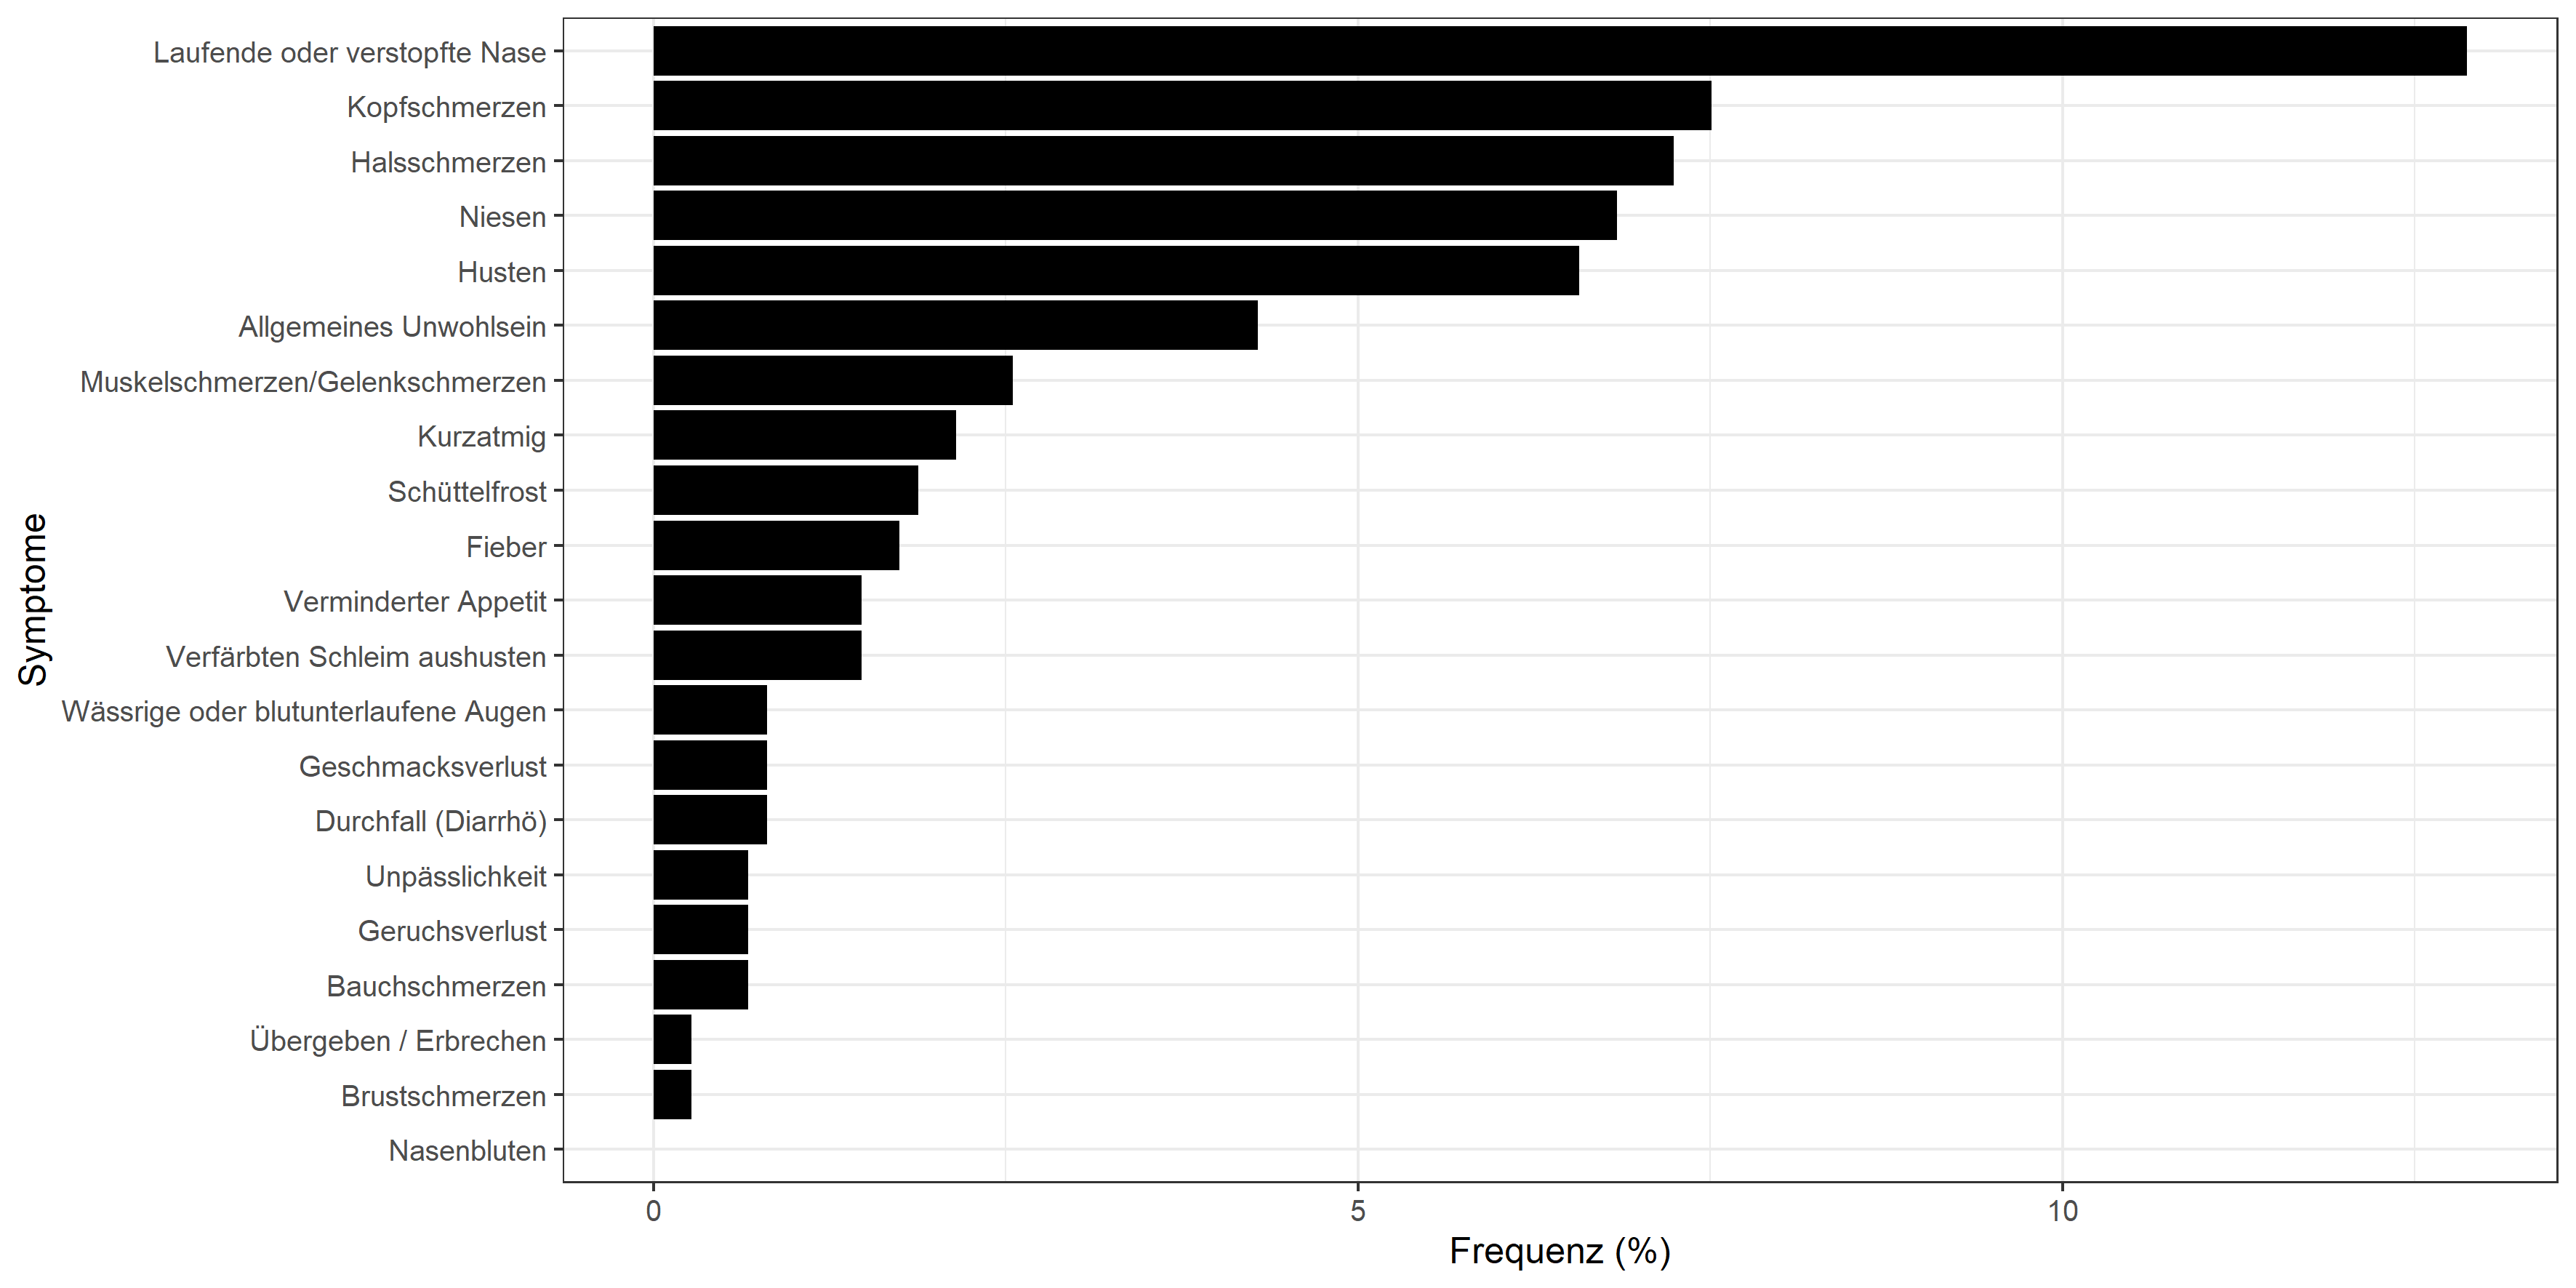 Laufende oder verstopfte Nase
Kopfschmerzen
Halsschmerzen
Niesen
Husten
Allgemeines Unwohlsein
Muskelschmerzen/Gelenkschmerzen
Kurzatmig
Schüttelfrost
Fieber
Verminderter Appetit
Verfärbten Schleim aushusten
Wässrige oder blutunterlaufene Augen
Geschmacksverlust
Durchfall (Diarrhö)
Unpässlichkeit
Geruchsverlust
Bauchschmerzen
Übergeben / Erbrechen
Brustschmerzen
Nasenbluten
Symptome
0 5 10
Frequenz (%)